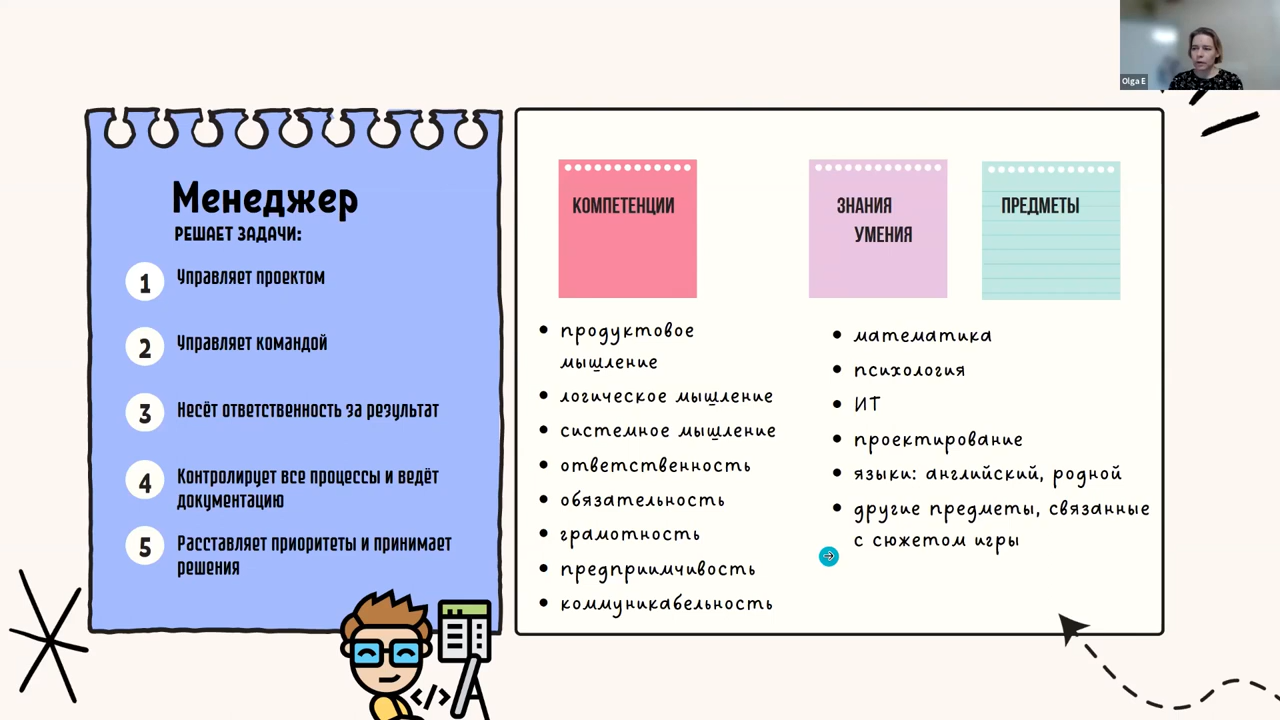 Olga E
Менеджер
РЕШАЕТ ЗАДАЧИ:
1 Управляет проектом
2 Управляет командой
3 Несёт ответственность за результат
4 Контролирует все процессы и ведёт
документацию
5 Расставляет приоритеты и принимает
решения
КОМПЕТЕНЦИИ
• продуктовое
мышление
• логическое мышление
• системное мышление
• ответственность
• обязательность
• грамотность
• предприимчивость
• коммуникабельность
ЗНАНИЯ
УМЕНИЯ
ПРЕДМЕТЫ
• математика
• психология
• ИТ
• проектирование
• языки: английский, родной
• другие предметы, связанные
с сюжетом игры